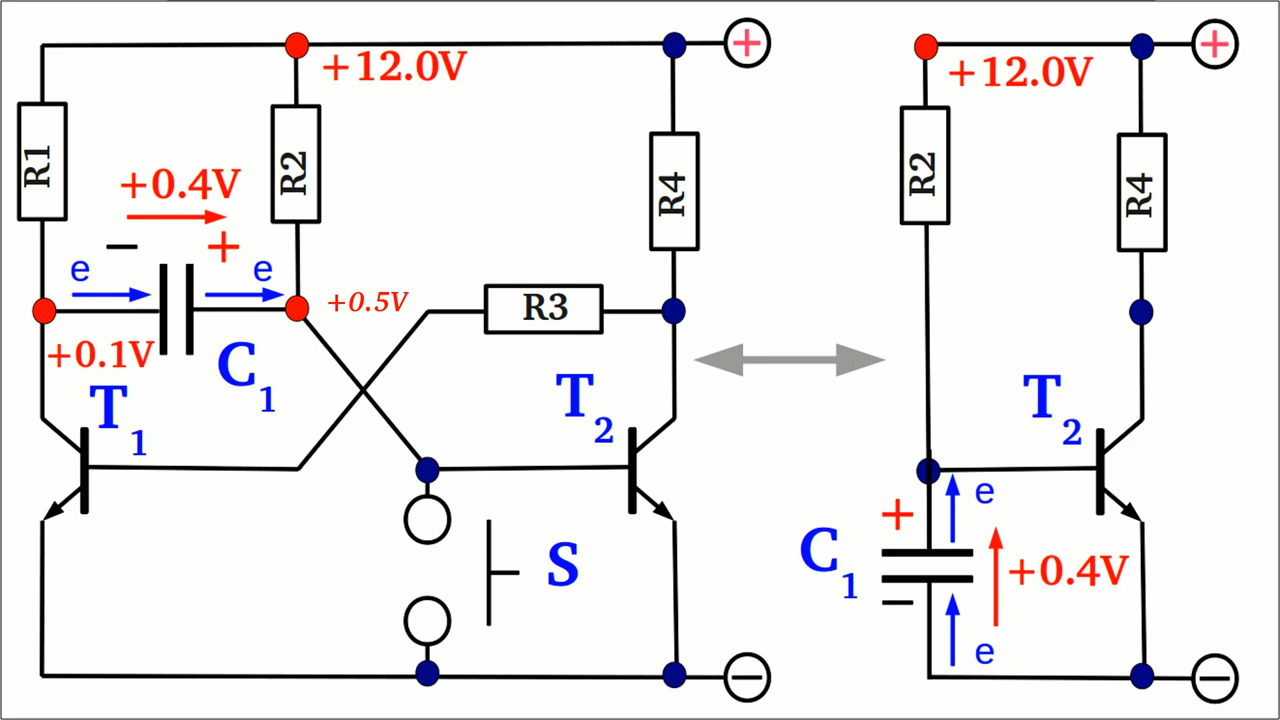 +
+
+12.0V
+12.0V
R1
R2
R4
R2
R4
+0.4V
−
+
e
e
+0.5V
R3
+0.1V
C1
T1
T2
T2
e
+
C1
S
+0.4V
−
e
−
−